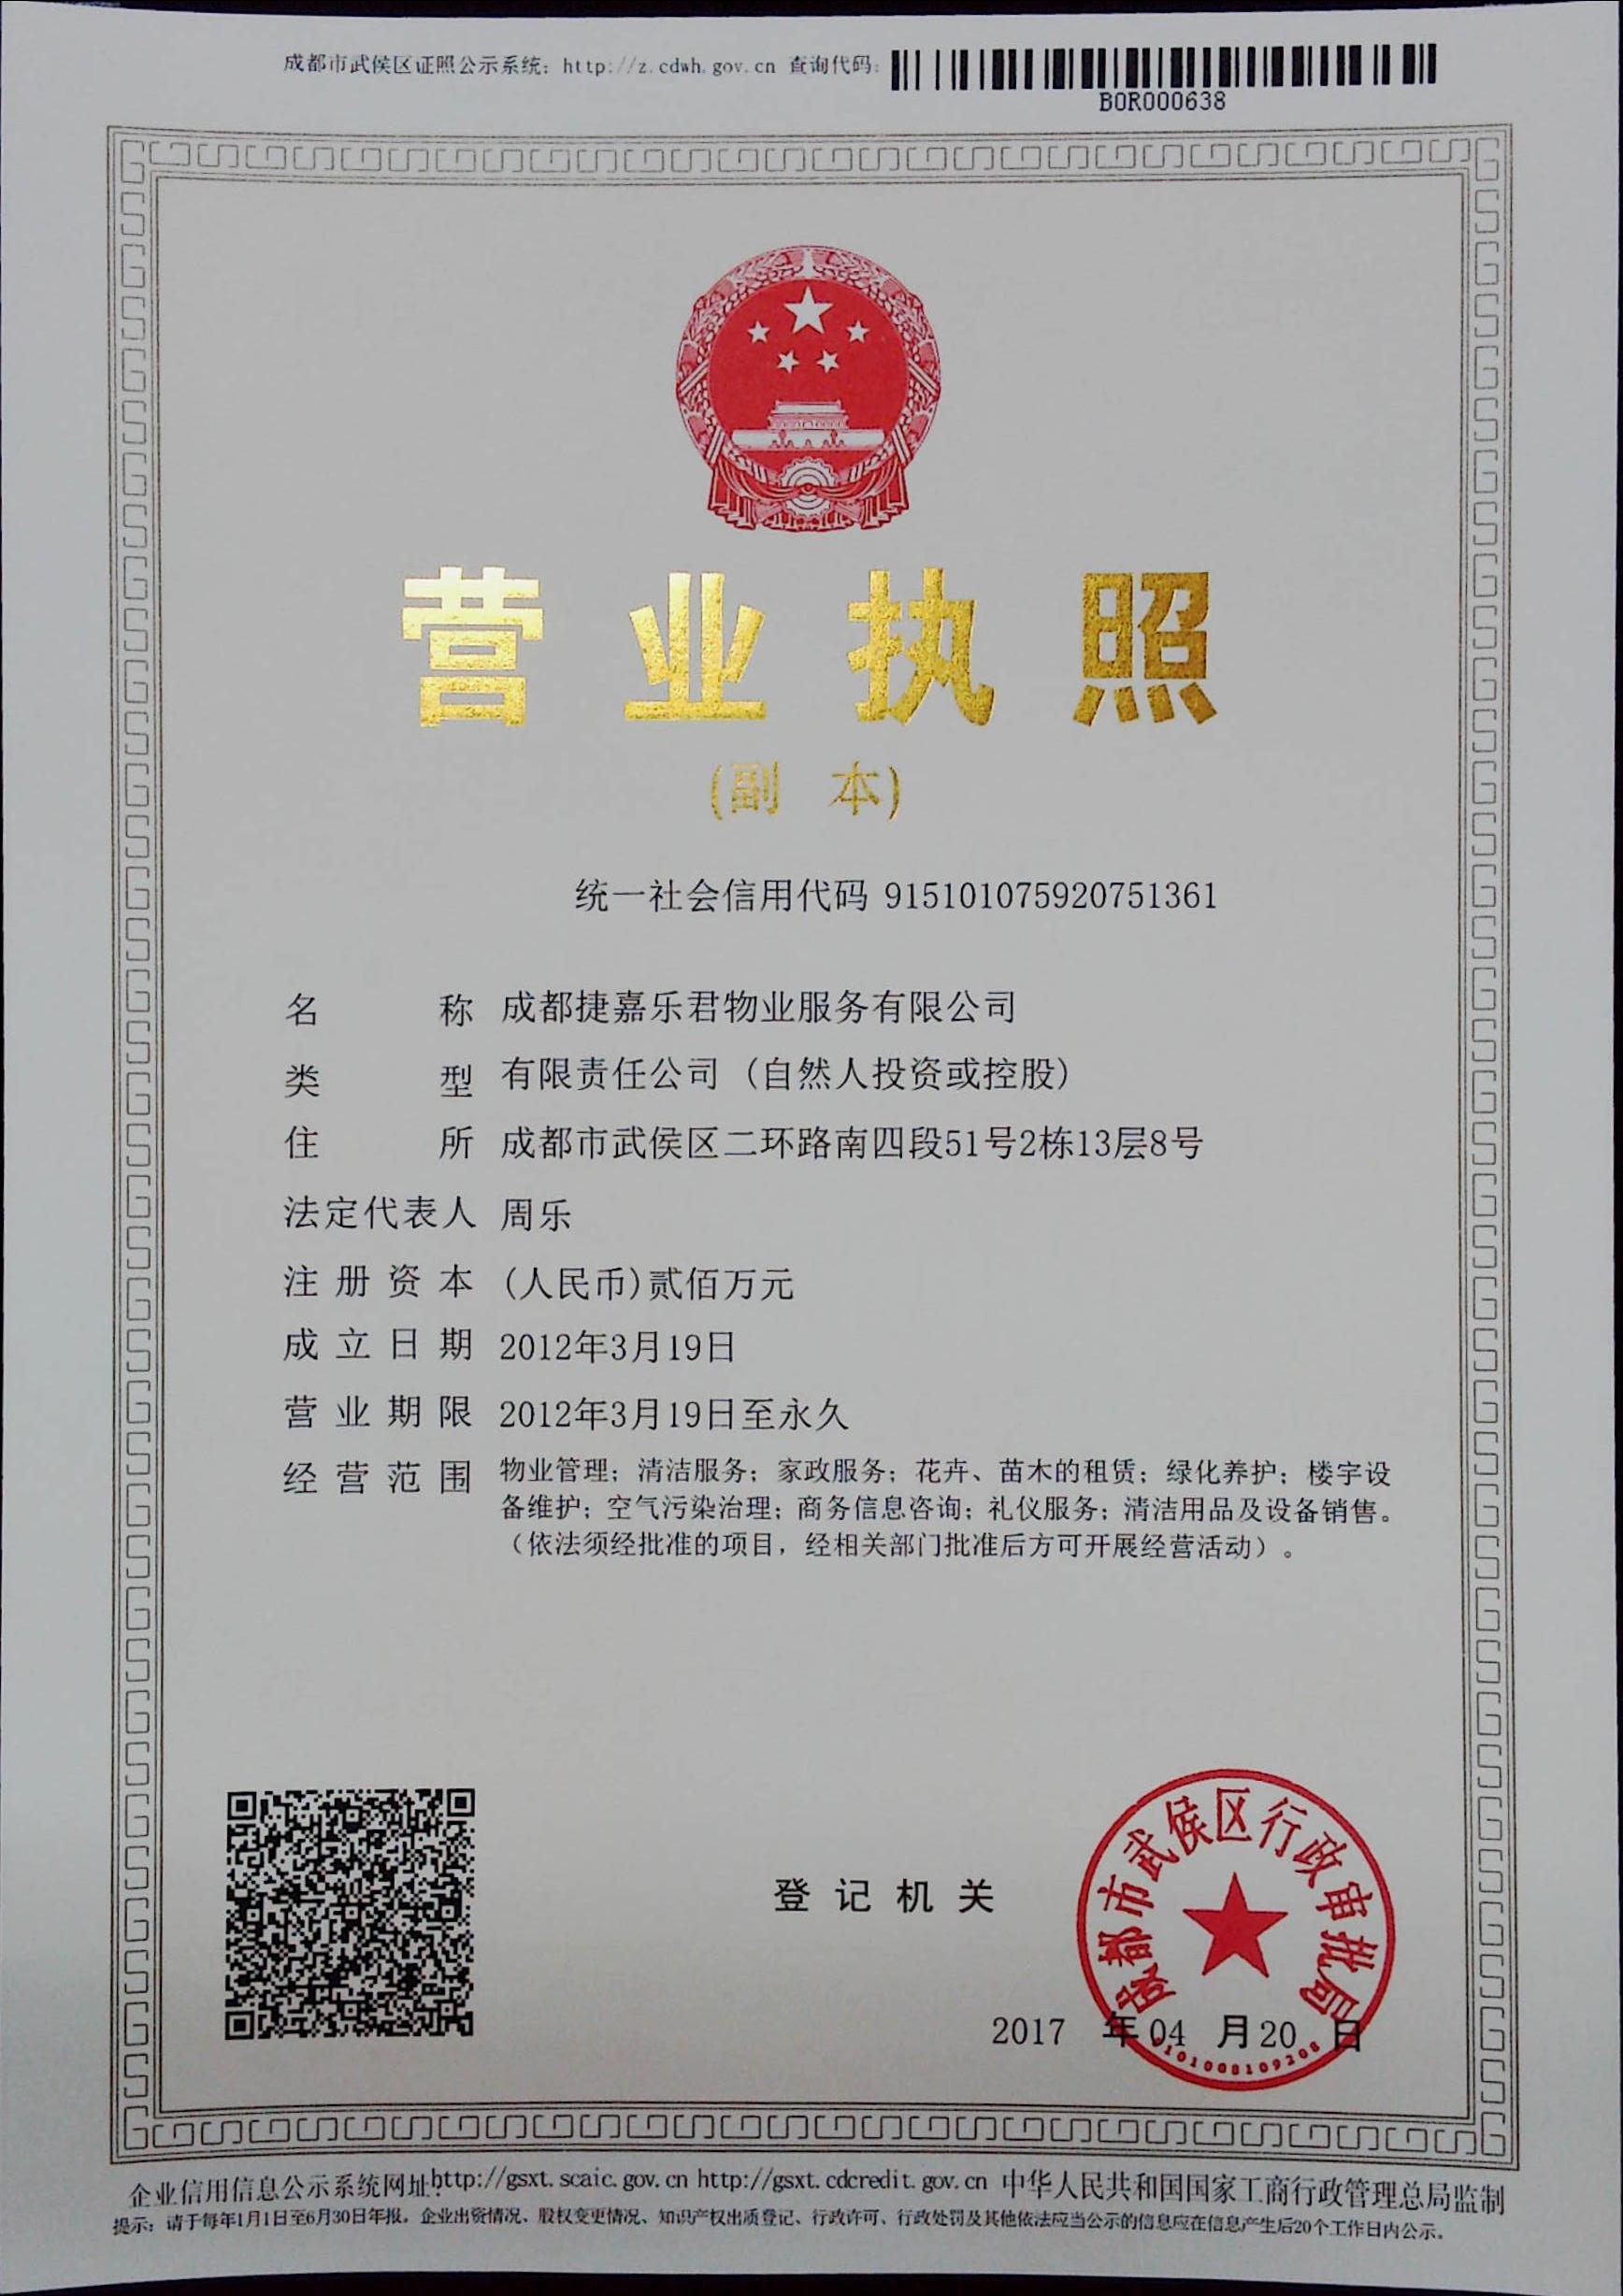 成都市武侯区证照公示系统: http://z.cdwh.gov.cn 查询代码:
BOR000638
营业执照
(副 本)
统一社会信用代码 915101075920751361
名 称 成都捷嘉乐君物业服务有限公司
类 型 有限责任公司（自然人投资或控股）
住 所 成都市武侯区二环路南四段51号2栋13层8号
法定代表人 周乐
注册资本 (人民币)贰佰万元
成立日期 2012年3月19日
营业期限 2012年3月19日至永久
经营范围 物业管理；清洁服务；家政服务；花卉、苗木的租赁；绿化养护；楼宇设
备维护；空气污染治理；商务信息咨询；礼仪服务；清洁用品及设备销售。
（依法须经批准的项目，经相关部门批准后方可开展经营活动）。
登记机关
成都市武侯区行政审批局
2017 年 04 月 20 日
企业信用信息公示系统网址: http://gsxt.scaic.gov.cn http://gsxt.cdcredit.gov.cn 中华人民共和国国家工商行政管理总局监制
提示: 请于每年1月1日至6月30日年报。企业出资情况、股权变更情况、知识产权出质登记、行政许可、行政处罚及其他依法应当公示的信息应在信息产生后20个工作日内公示。